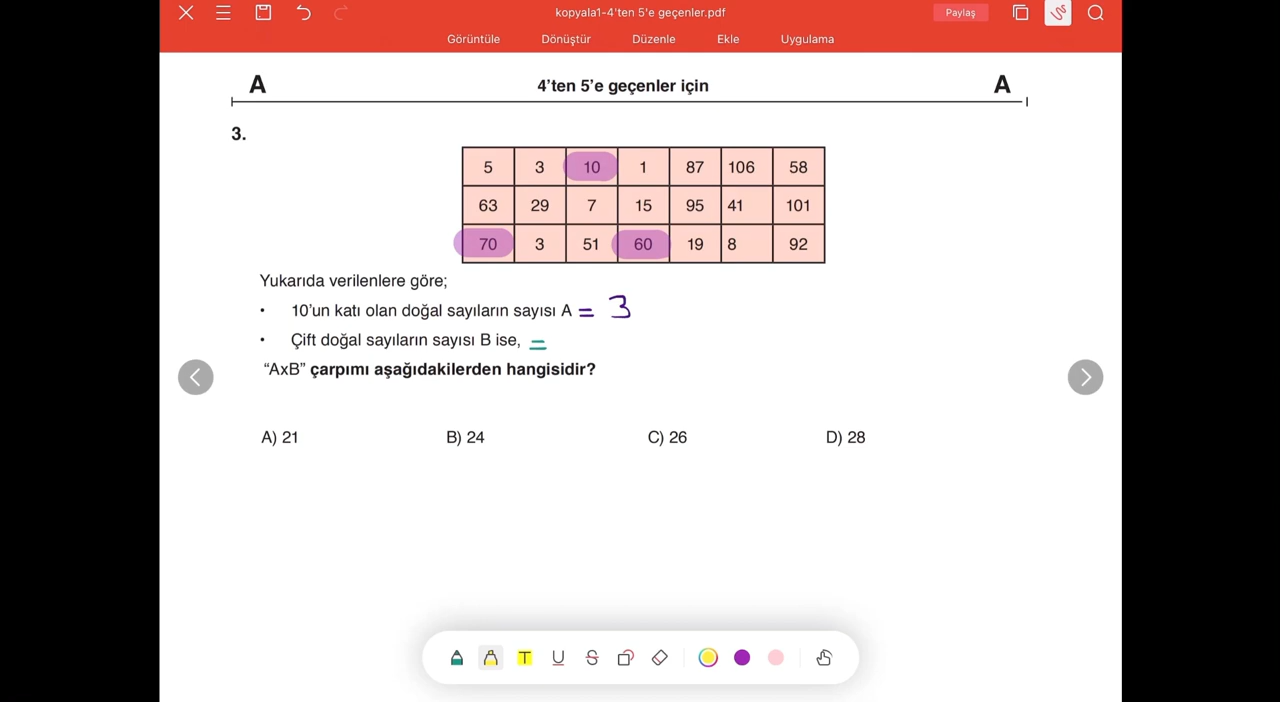 kopyala1-4'ten 5'e geçenler.pdf
Paylaş
Görüntüle Dönüştür Düzenle Ekle Uygulama
A 4'ten 5'e geçenler için A
3.
5 3 10 1 87 106 58
63 29 7 15 95 41 101
70 3 51 60 19 8 92
Yukarıda verilenlere göre;
• 10'un katı olan doğal sayıların sayısı A = 3
• Çift doğal sayıların sayısı B ise, =
“AxB” çarpımı aşağıdakilerden hangisidir?
A) 21 B) 24 C) 26 D) 28
T U S